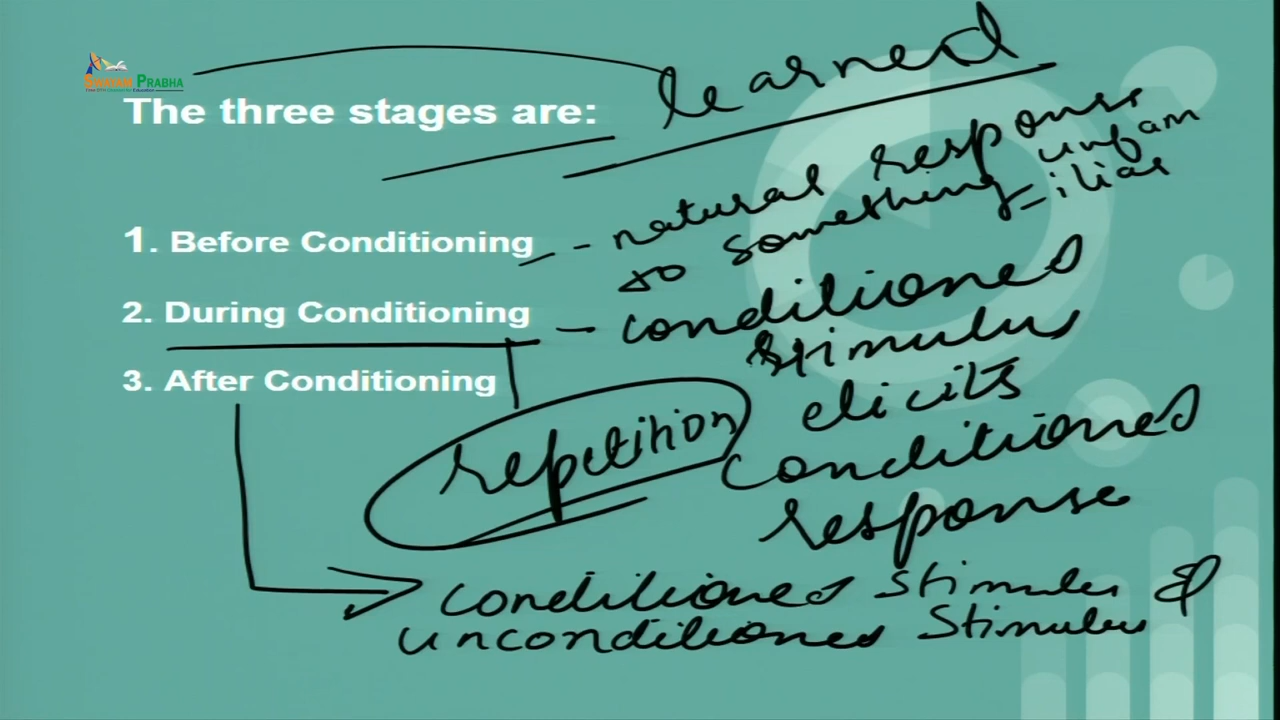 SWAYAM PRABHA
learned
The three stages are:
1. Before Conditioning
- natural response
to something unfam
-iliar
2. During Conditioning
- conditioned
stimulus
elicits
conditioned
response
3. After Conditioning
repetition
conditioned stimulus &
unconditioned stimulus